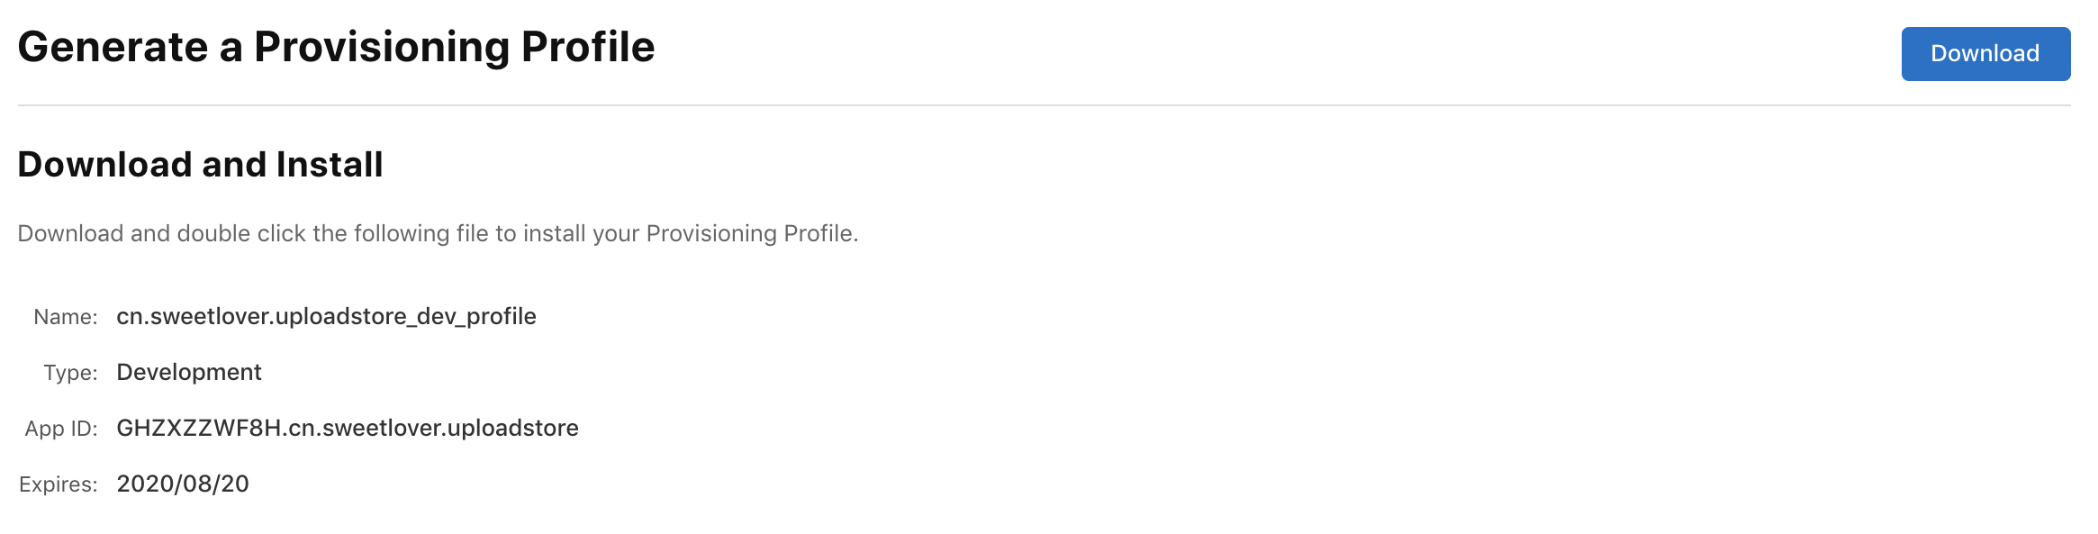 Generate a Provisioning Profile
Download
Download and Install
Download and double click the following file to install your Provisioning Profile.
Name: cn.sweetlover.uploadstore_dev_profile
Type: Development
App ID: GHZXZZWF8H.cn.sweetlover.uploadstore
Expires: 2020/08/20